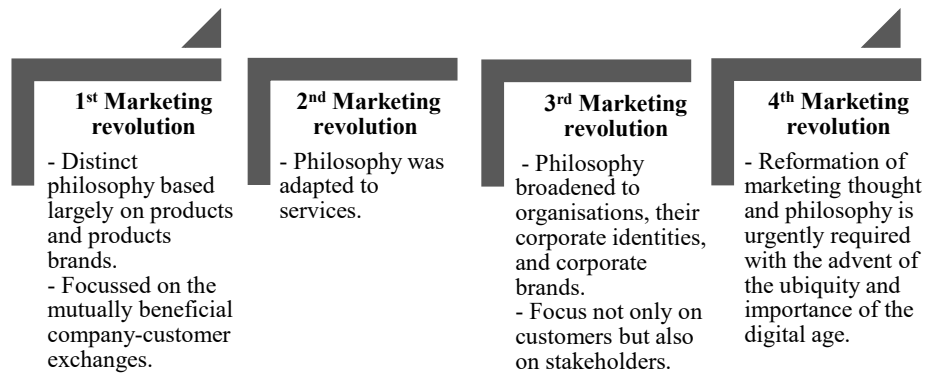 1st Marketing
revolution
- Distinct
philosophy based
largely on products
and products
brands.
- Focussed on the
mutually beneficial
company-customer
exchanges.
2nd Marketing
revolution
- Philosophy was
adapted to
services.
3rd Marketing
revolution
- Philosophy
broadened to
organisations, their
corporate identities,
and corporate
brands.
- Focus not only on
customers but also
on stakeholders.
4th Marketing
revolution
- Reformation of
marketing thought
and philosophy is
urgently required
with the advent of
the ubiquity and
importance of the
digital age.